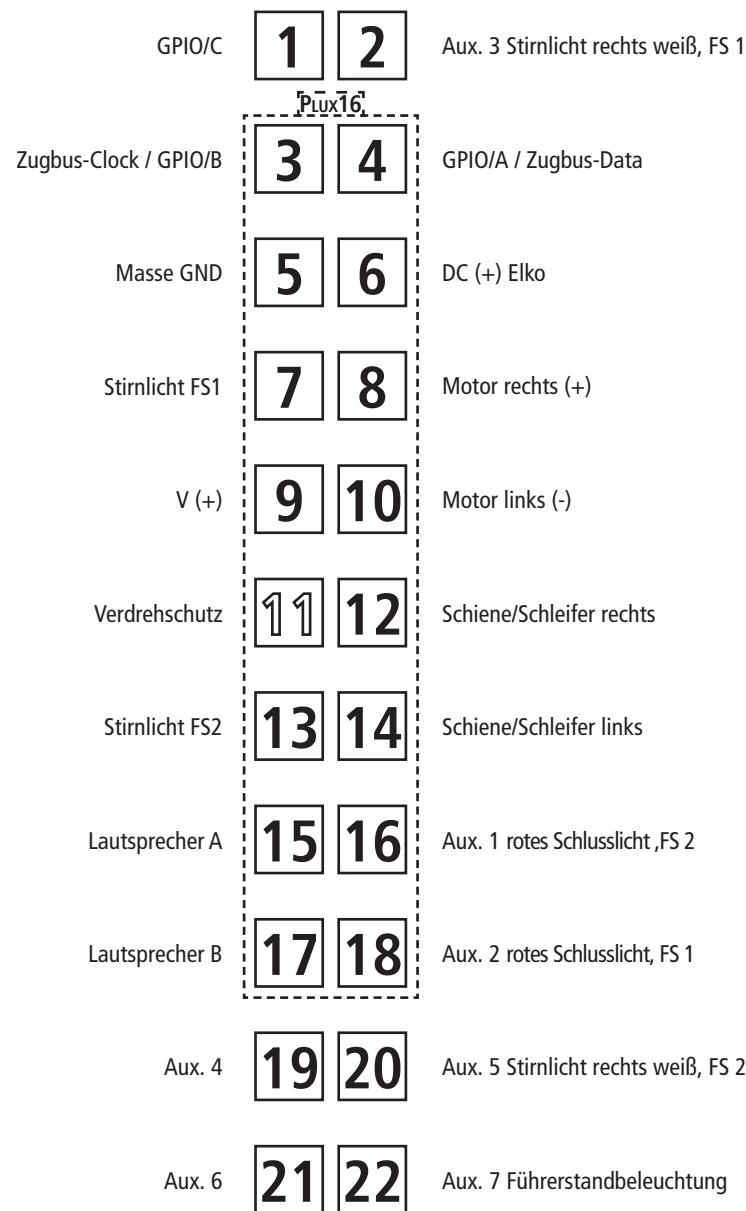 GPIO/C 1 2 Aux. 3 Stirnlicht rechts weiß, FS 1
PLUX16
Zugbus-Clock / GPIO/B 3 4 GPIO/A / Zugbus-Data
Masse GND 5 6 DC (+) Elko
Stirnlicht FS1 7 8 Motor rechts (+)
V (+) 9 10 Motor links (-)
Verdrehschutz 11 12 Schiene/Schleifer rechts
Stirnlicht FS2 13 14 Schiene/Schleifer links
Lautsprecher A 15 16 Aux. 1 rotes Schlusslicht ,FS 2
Lautsprecher B 17 18 Aux. 2 rotes Schlusslicht, FS 1
Aux. 4 19 20 Aux. 5 Stirnlicht rechts weiß, FS 2
Aux. 6 21 22 Aux. 7 Führerstandbeleuchtung